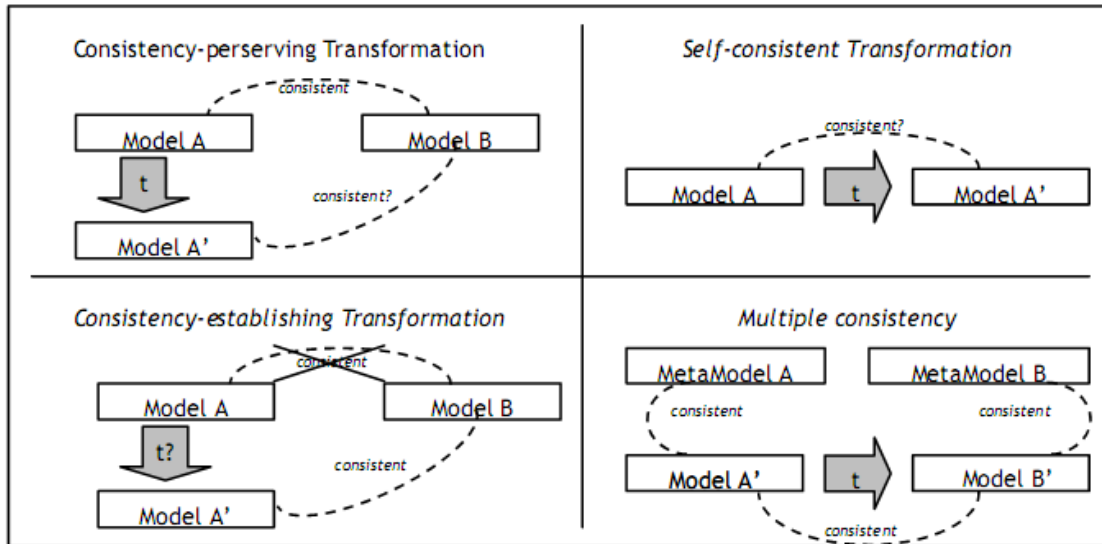 Consistency-perserving Transformation
consistent
Model A
Model B
t
consistent?
Model A'
Self-consistent Transformation
consistent?
Model A
t
Model A'
Consistency-establishing Transformation
consistent
Model A
Model B
t?
consistent
Model A'
Multiple consistency
MetaModel A
MetaModel B
consistent
consistent
Model A'
t
Model B'
consistent